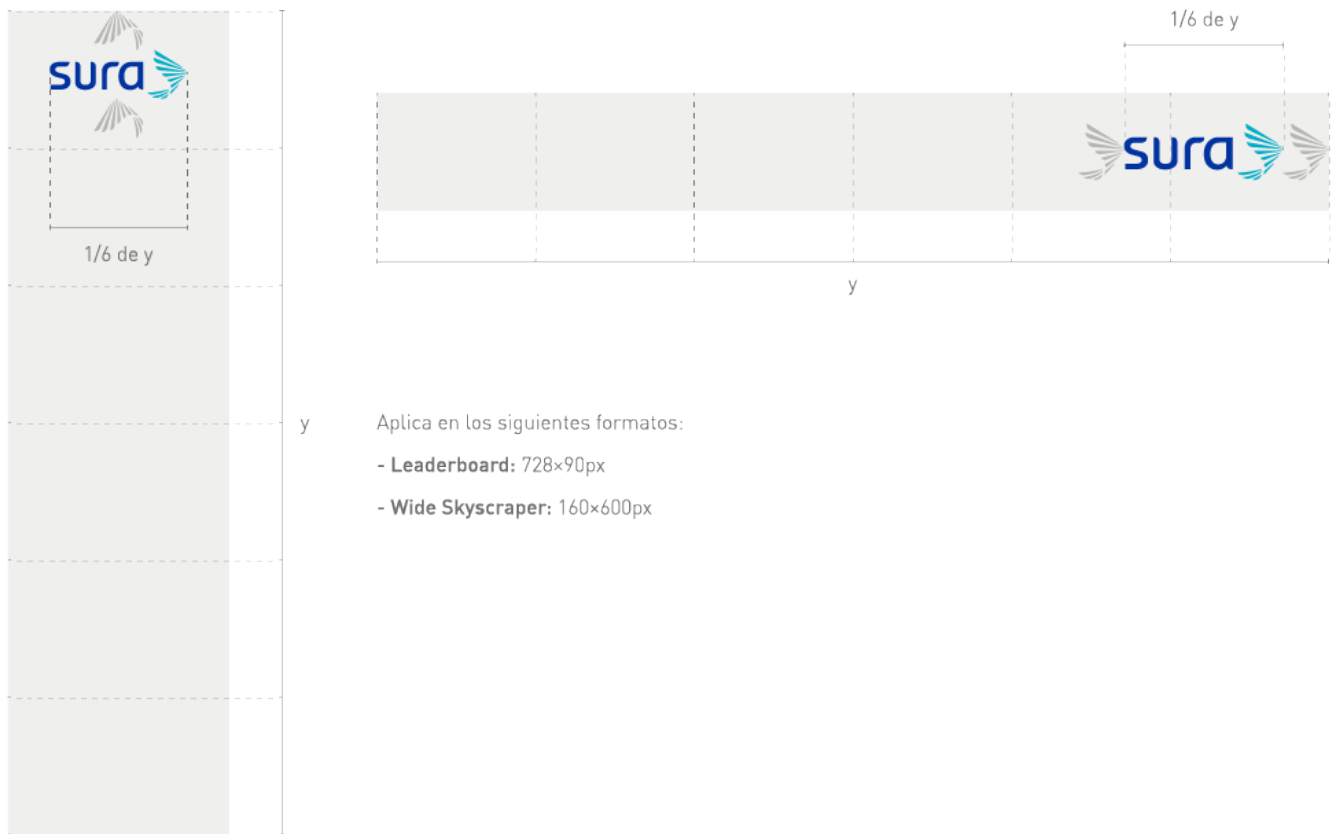 sura
1/6 de y
y
1/6 de y
sura
y
Aplica en los siguientes formatos:
- Leaderboard: 728×90px
- Wide Skyscraper: 160×600px